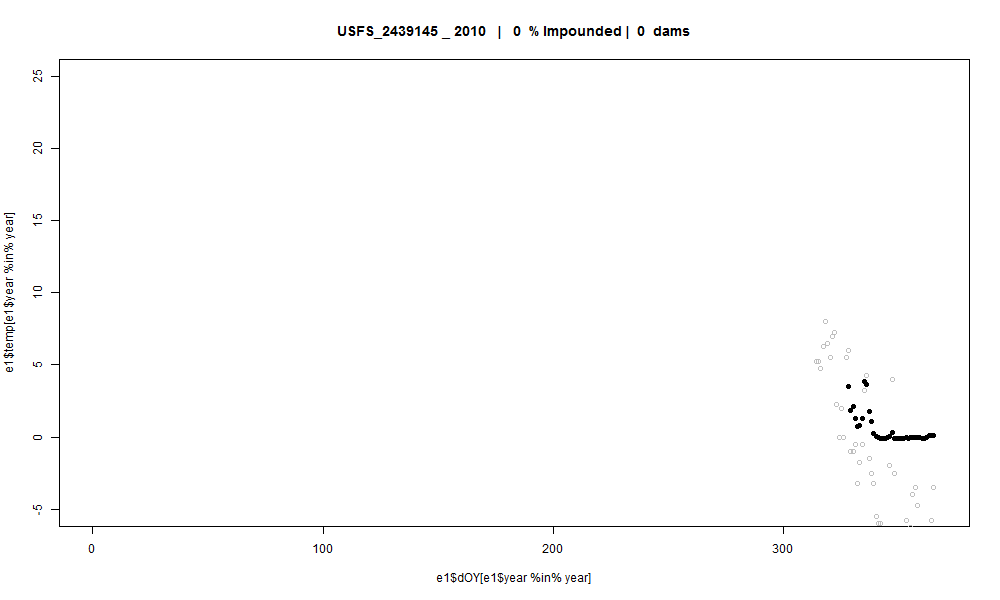 USFS_2439145 _ 2010 | 0 % Impounded | 0 dams
25
20
15
10
5
0
-5
e1$temp[e1$year %in% year]
0 100 200 300
e1$dOY[e1$year %in% year]